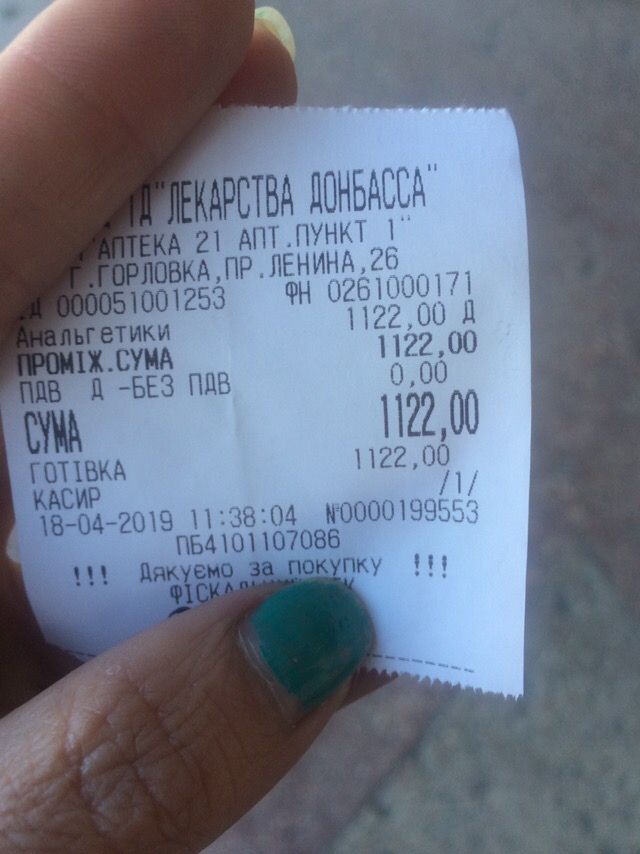 ТД"ЛЕКАРСТВА ДОНБАССА"
"АПТЕКА 21 АПТ.ПУНКТ 1"
Г.ГОРЛОВКА,ПР.ЛЕНИНА,26
ІД 000051001253 ФН 0261000171
1122,00 Д
Анальгетики
ПРОМІЖ.СУМА 1122,00
ПДВ Д -БЕЗ ПДВ 0,00
СУМА 1122,00
ГОТІВКА 1122,00
КАСИР /1/
18-04-2019 11:38:04 №0000199553
ПБ4101107086
!!! Дякуємо за покупку !!!